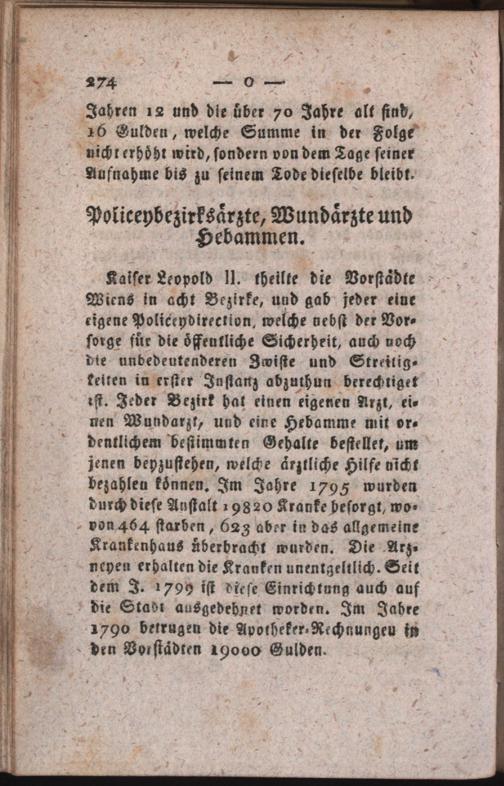 274 — 0 —
Jahren 12 und die über 70 Jahre alt sind,
16 Gulden, welche Summe in der Folge
nicht erhöht wird, sondern von dem Tage seiner
Aufnahme bis zu seinem Tode dieselbe bleibt.
Policeybezirksärzte, Wundärzte und
Hebammen.
Kaiser Leopold II. theilte die Vorstädte
Wiens in acht Bezirke, und gab jeder eine
eigene Policeydirection, welche nebst der Vor-
sorge für die öffentliche Sicherheit, auch noch
die unbedeutenderen Zwiste und Streitig-
keiten in erster Instanz abzuthun berechtiget
ist. Jeder Bezirk hat einen eigenen Arzt, ei-
nen Wundarzt, und eine Hebamme mit or-
dentlichem bestimmten Gehalte bestellet, um
jenen beyzustehen, welche ärztliche Hilfe nicht
bezahlen können. Im Jahre 1795 wurden
durch diese Anstalt 19820 Kranke besorgt, wo-
von 464 starben, 623 aber in das allgemeine
Krankenhaus überbracht wurden. Die Arz-
neyen erhalten die Kranken unentgeltlich. Seit
dem J. 1799 ist diese Einrichtung auch auf
die Stadt ausgedehnet worden. Im Jahre
1790 betrugen die Apotheker-Rechnungen in
den Vorstädten 19000 Gulden.